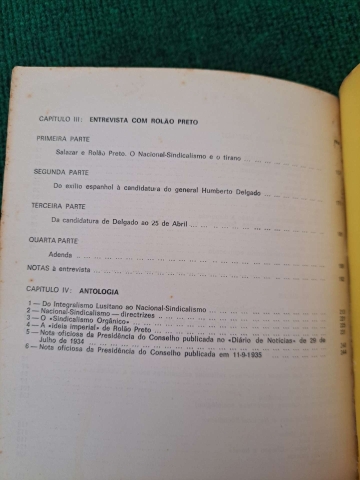 CAPÍTULO III: ENTREVISTA COM ROLÃO PRETO
PRIMEIRA PARTE
Salazar e Rolão Preto. O Nacional-Sindicalismo e o tirano ... ... ... ...
SEGUNDA PARTE
Do exílio espanhol à candidatura do general Humberto Delgado ... ... ...
TERCEIRA PARTE
Da candidatura de Delgado ao 25 de Abril ... ... ... ... ... ...
QUARTA PARTE
Adenda ... ... ... ... ... ... ... ... ... ... ...
NOTAS à entrevista ... ... ... ... ... ... ... ... ...
CAPÍTULO IV: ANTOLOGIA
1 — Do Integralismo Lusitano ao Nacional-Sindicalismo ... ... ... ... ...
2 — Nacional-Sindicalismo — directrizes ... ... ... ... ... ... ...
3 — O «Sindicalismo Orgânico» ... ... ... ... ... ... ... ...
4 — A «ideia imperial» de Rolão Preto ... ... ... ... ... ... ...
5 — Nota oficiosa da Presidência do Conselho publicada no «Diário de Notícias» de 29 de
Julho de 1934 ... ... ... ... ... ... ... ... ... ...
6 — Nota oficiosa da Presidência do Conselho publicada em 11-9-1935 ... ... ...